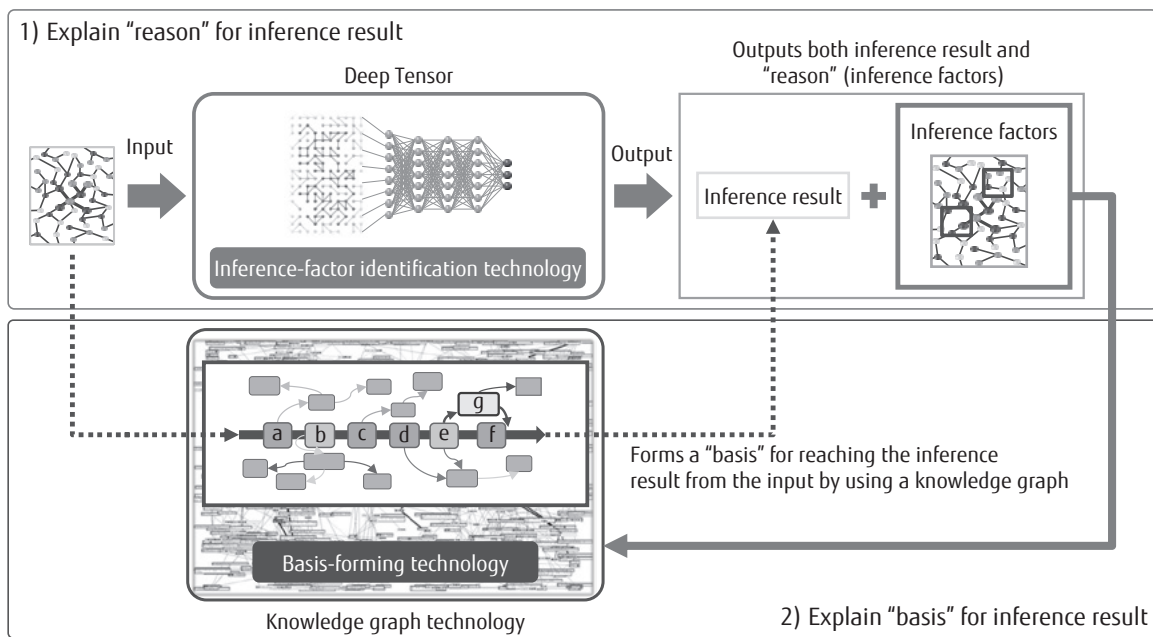 1) Explain “reason” for inference result
Deep Tensor
Outputs both inference result and
“reason” (inference factors)
Input
Output
Inference result
Inference factors
Inference-factor identification technology
a
b
c
d
e
f
g
Forms a “basis” for reaching the inference
result from the input by using a knowledge graph
Basis-forming technology
Knowledge graph technology
2) Explain “basis” for inference result